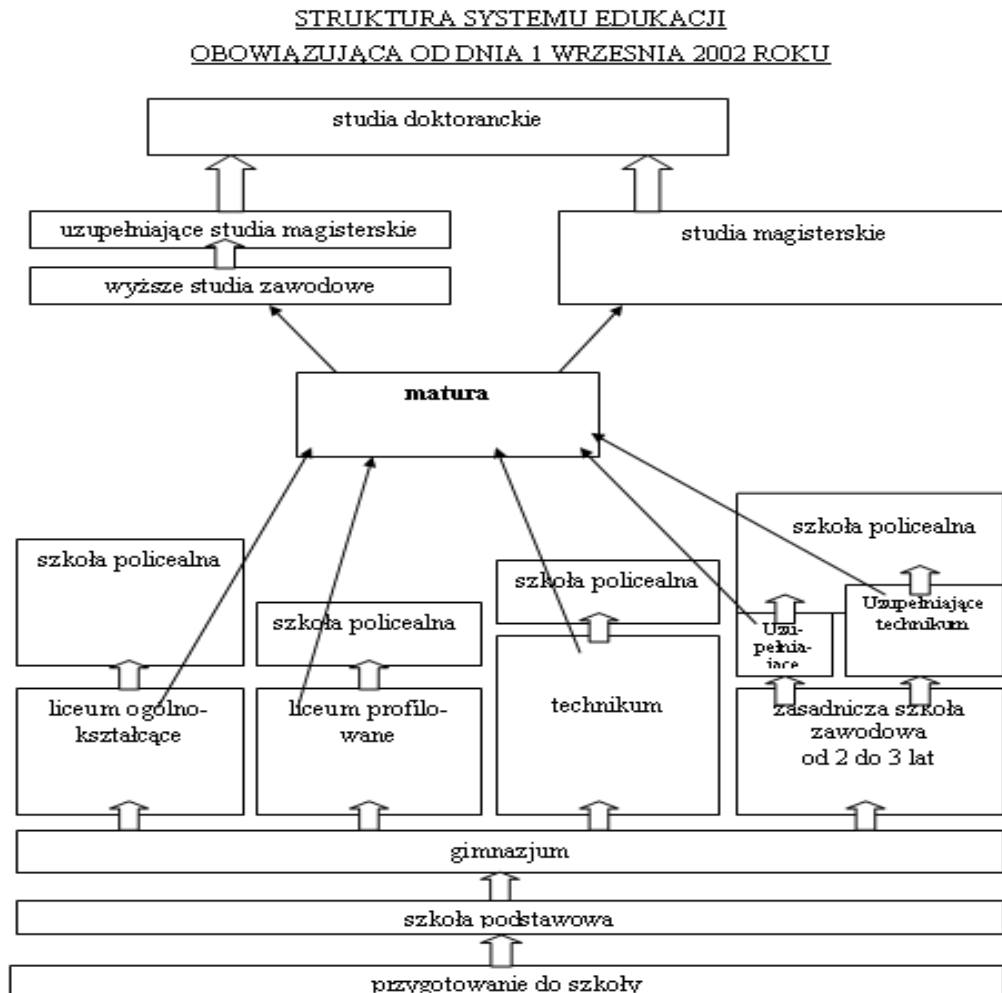 STRUKTURA SYSTEMU EDUKACJI
OBOWIĄZUJĄCA OD DNIA 1 WRZEŚNIA 2002 ROKU
studia doktoranckie
uzupełniające studia magisterskie
studia magisterskie
wyższe studia zawodowe
matura
szkoła policealna
szkoła policealna
szkoła policealna
szkoła policealna
Uzupełniające
technikum
Uzu-
pełnia-
jące
liceum ogólno-
kształcące
liceum profilo-
wane
technikum
zasadnicza szkoła
zawodowa
od 2 do 3 lat
gimnazjum
szkoła podstawowa
przygotowanie do szkoły